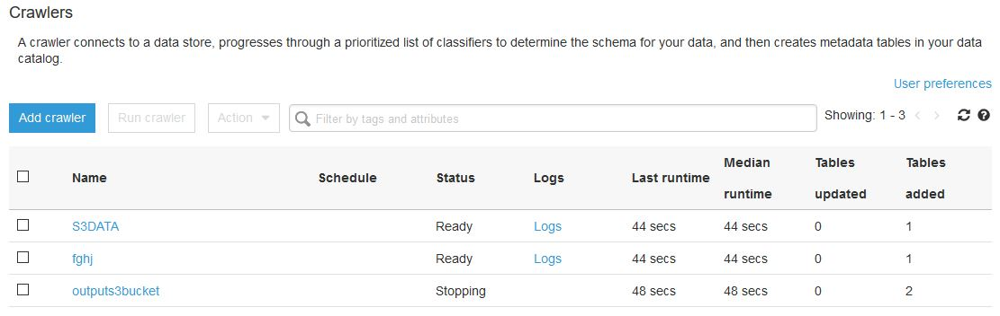 Crawlers
A crawler connects to a data store, progresses through a prioritized list of classifiers to determine the schema for your data, and then creates metadata tables in your data
catalog.
User preferences
Add crawler Run crawler Action Filter by tags and attributes Showing: 1 - 3
Name Schedule Status Logs Last runtime Median runtime Tables updated Tables added
S3DATA Ready Logs 44 secs 44 secs 0 1
fghj Ready Logs 44 secs 44 secs 0 1
outputs3bucket Stopping 48 secs 48 secs 0 2